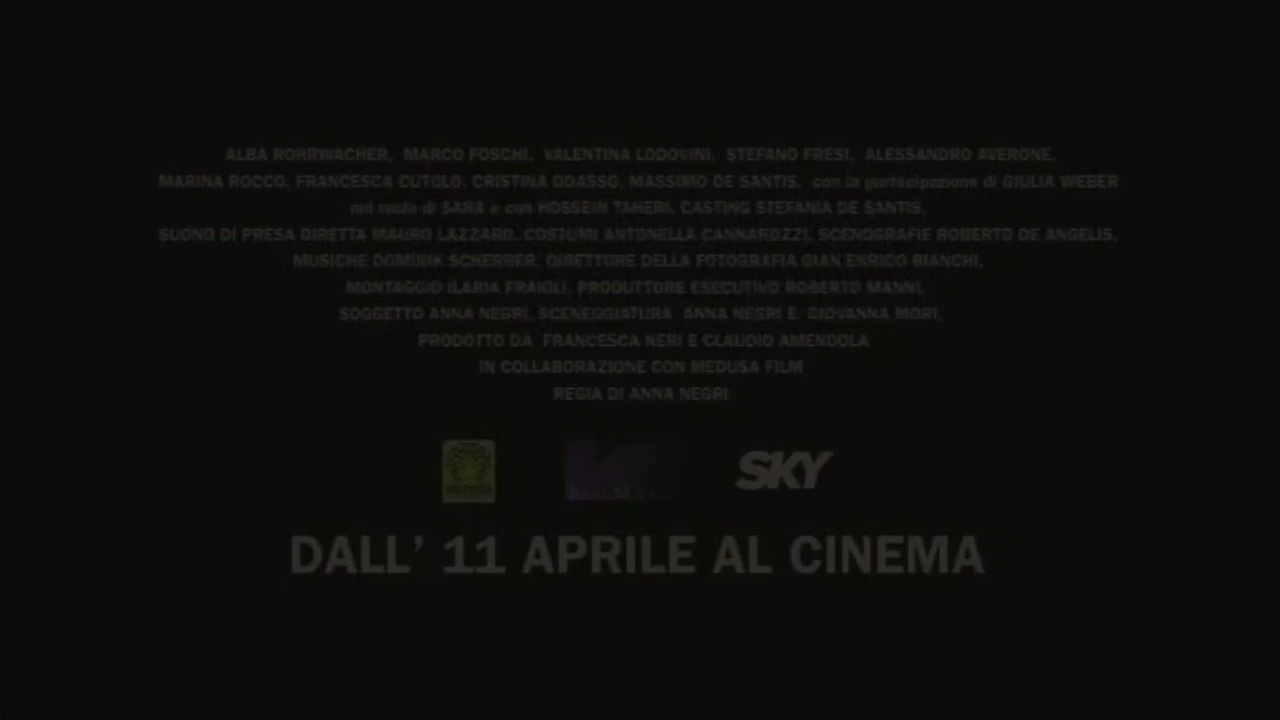 ALBA ROHRWACHER, MARCO FOSCHI, VALENTINA LODOVINI, STEFANO FRESI, ALESSANDRO AVERONE,
MARINA ROCCO, FRANCESCA CUTOLO, CRISTINA ODASSO, MASSIMO DE SANTIS, con la partecipazione di GIULIA WEBER
nel ruolo di SARA e con HOSSEIN TAHERI, CASTING STEFANIA DE SANTIS,
SUONO DI PRESA DIRETTA MAURO LAZZARO, COSTUMI ANTONELLA CANNAROZZI, SCENOGRAFIE ROBERTO DE ANGELIS,
MUSICHE DOMINIK SCHERRER, DIRETTORE DELLA FOTOGRAFIA GIAN ENRICO BIANCHI,
MONTAGGIO ILARIA FRAIOLI, PRODUTTORE ESECUTIVO ROBERTO MANNI,
SOGGETTO ANNA NEGRI, SCENEGGIATURA ANNA NEGRI E GIOVANNA MORI,
PRODOTTO DA FRANCESCA NERI E CLAUDIO AMENDOLA
IN COLLABORAZIONE CON MEDUSA FILM
REGIA DI ANNA NEGRI
SKY
DALL' 11 APRILE AL CINEMA